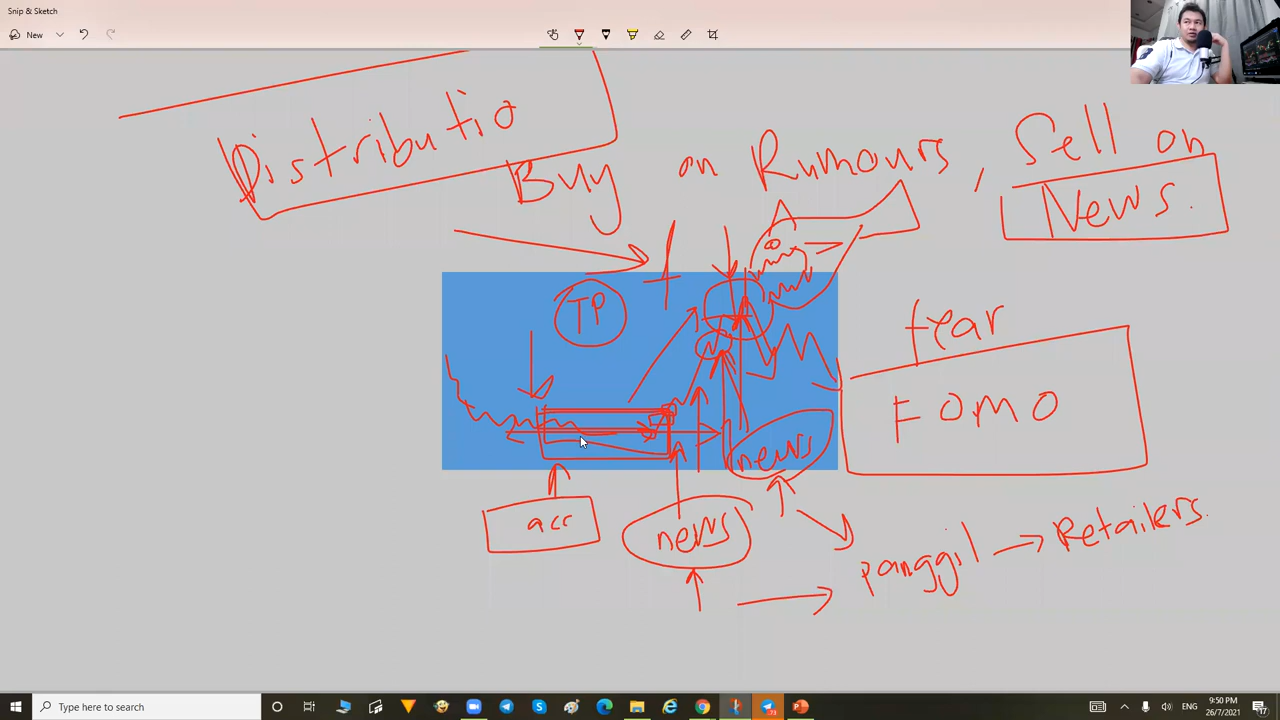 Snip & Sketch
New
Distributio
Buy on Rumours, Sell on
News.
TP
fear
FOMO
news
acc
news
panggil → Retailers.
Type here to search
ENG
9:50 PM
26/7/2021
17